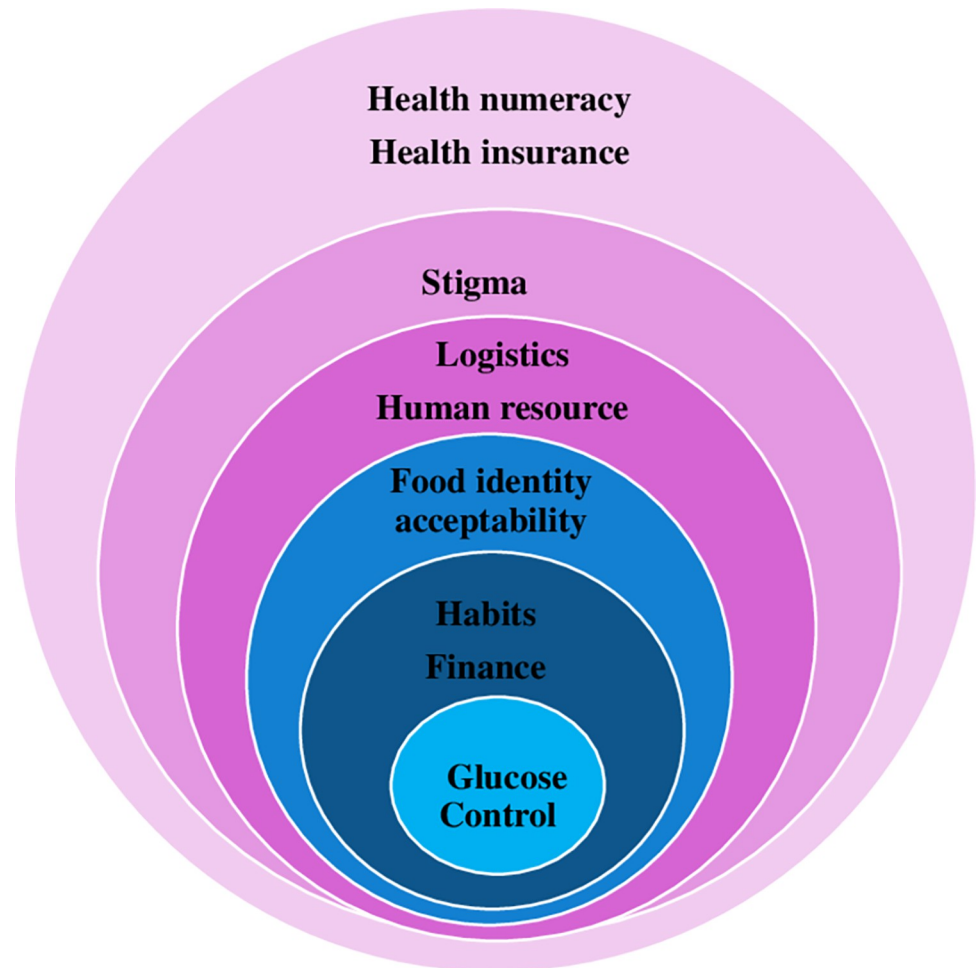 Health numeracy
Health insurance
Stigma
Logistics
Human resource
Food identity
acceptability
Habits
Finance
Glucose
Control